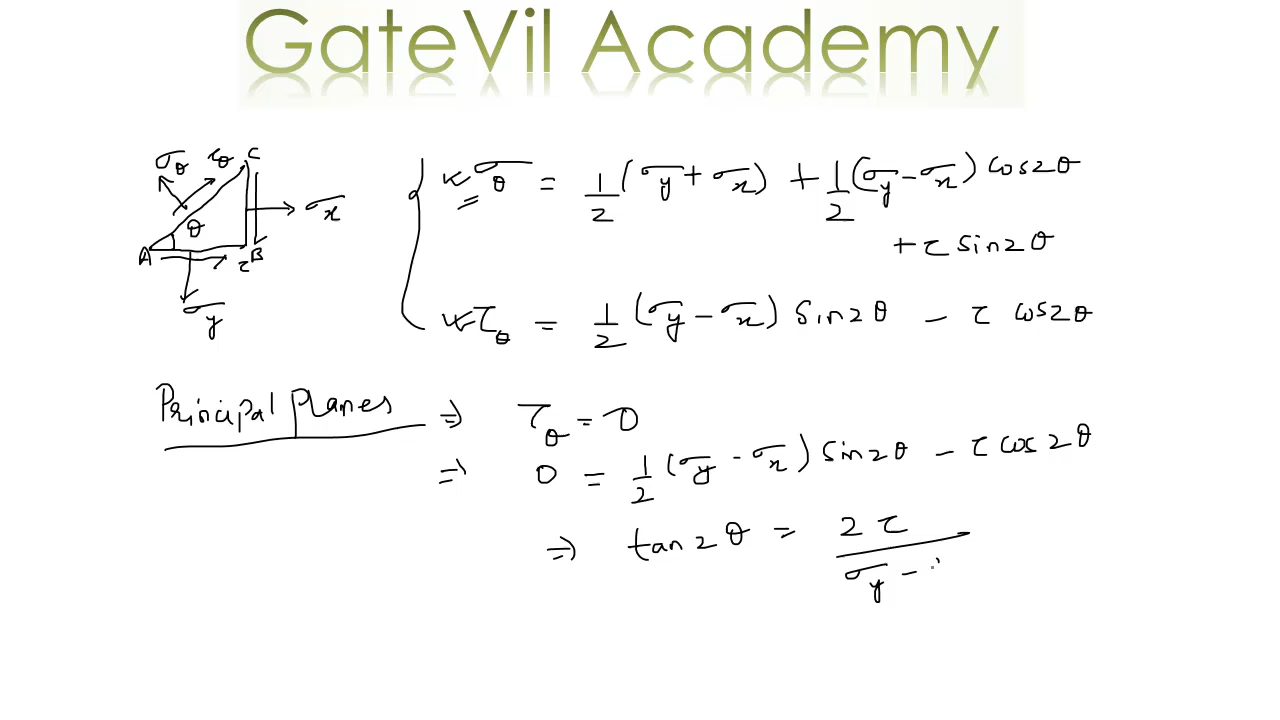 GateVil Academy
σθ τθ C
θ σx
A τ B
σy
σθ = 1/2 (σy + σx) + 1/2 (σy - σx) cos2θ
+ τ sin2θ
τθ = 1/2 (σy - σx) sin2θ - τ cos2θ
Principal Planes ⇒ τθ = 0
⇒ 0 = 1/2 (σy - σx) sin2θ - τ cos2θ
⇒ tan2θ = 2τ / σy -